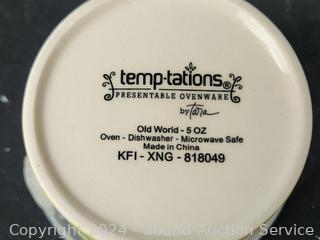 temp-tations®
PRESENTABLE OVENWARE
by tara
Old World - 5 OZ
Oven - Dishwasher - Microwave Safe
Made in China
KFI - XNG - 818049
Copyright 2024 - Sound Auction Service